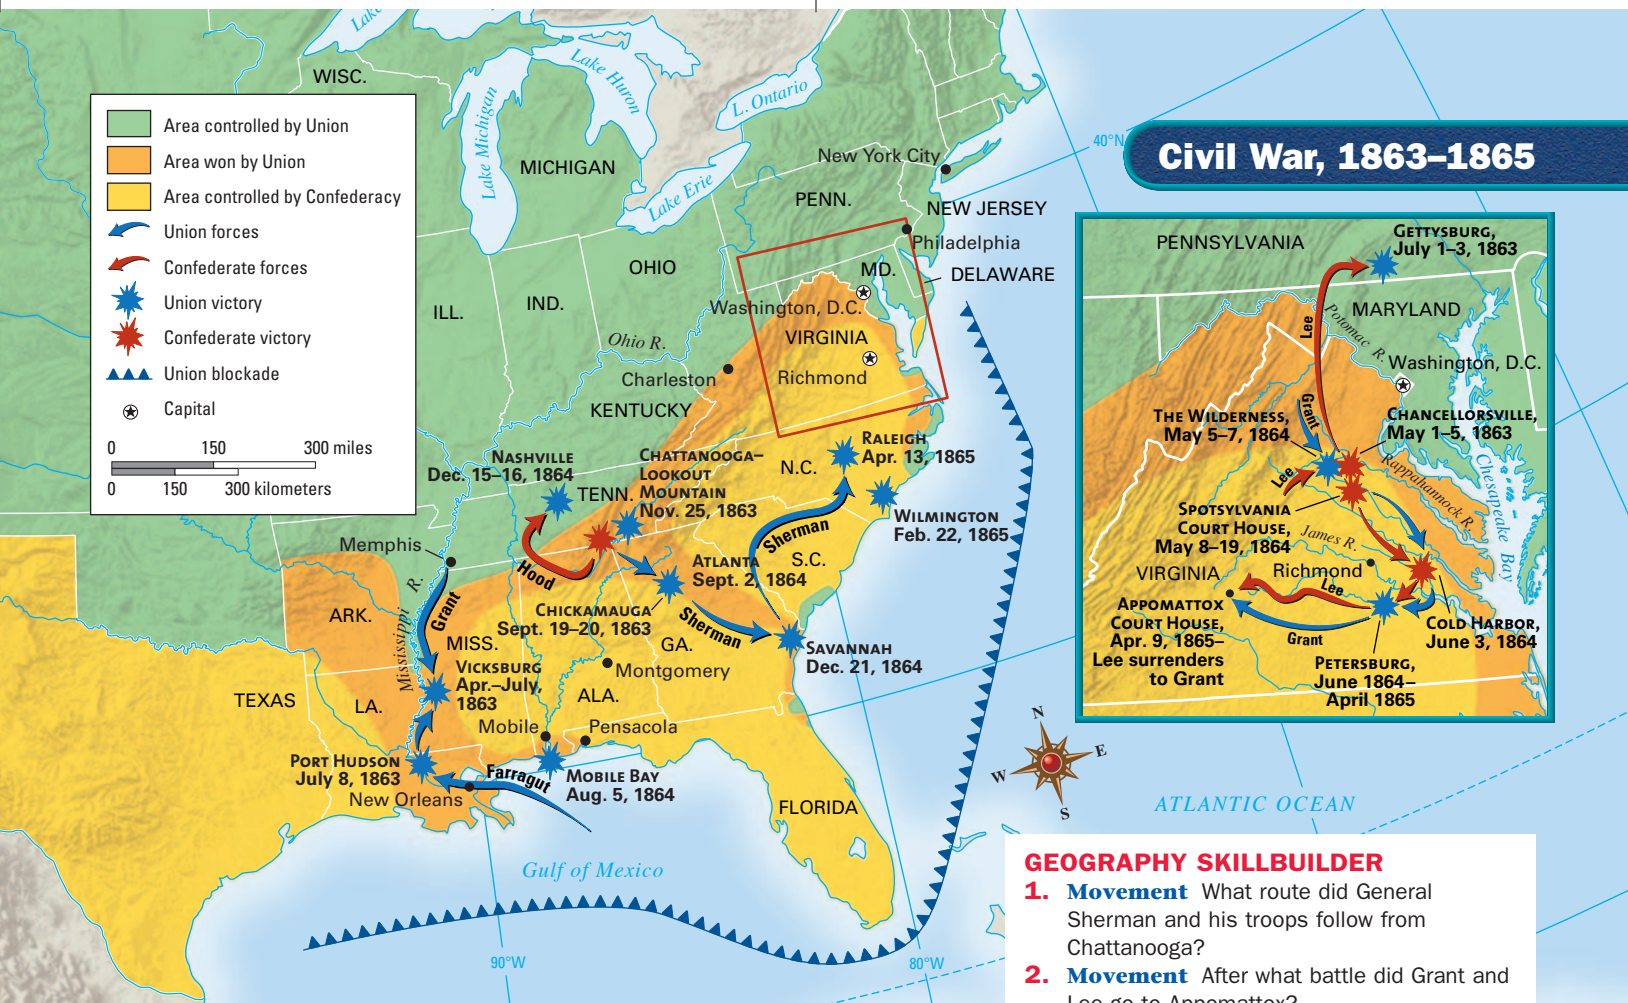 Lake
WISC.
Lake Huron
L. Ontario
Lake Michigan
MICHIGAN
Lake Erie
Area controlled by Union
Area won by Union
Area controlled by Confederacy
Union forces
Confederate forces
Union victory
Confederate victory
Union blockade
Capital
0 150 300 miles
0 150 300 kilometers
40°N
Civil War, 1863–1865
New York City
PENN.
NEW JERSEY
Philadelphia
OHIO
MD.
DELAWARE
ILL.
IND.
Washington, D.C.
Ohio R.
VIRGINIA
Charleston
Richmond
KENTUCKY
NASHVILLE
Dec. 15–16, 1864
CHATTANOOGA–
LOOKOUT
MOUNTAIN
Nov. 25, 1863
TENN.
N.C.
RALEIGH
Apr. 13, 1865
WILMINGTON
Feb. 22, 1865
Sherman
S.C.
Memphis
Hood
ATLANTA
Sept. 2, 1864
ARK.
Mississippi R.
Grant
CHICKAMAUGA
Sept. 19–20, 1863
Sherman
MISS.
GA.
SAVANNAH
Dec. 21, 1864
VICKSBURG
Apr.–July,
1863
Montgomery
TEXAS
LA.
ALA.
Mobile
Pensacola
PORT HUDSON
July 8, 1863
Farragut
MOBILE BAY
Aug. 5, 1864
New Orleans
FLORIDA
Gulf of Mexico
90°W
80°W
PENNSYLVANIA
GETTYSBURG,
July 1–3, 1863
MARYLAND
Lee
Potomac R.
Washington, D.C.
Grant
THE WILDERNESS,
May 5–7, 1864
CHANCELLORSVILLE,
May 1–5, 1863
Lee
Rappahannock R.
Chesapeake Bay
SPOTSYLVANIA
COURT HOUSE,
May 8–19, 1864
James R.
VIRGINIA
Richmond
Lee
APPOMATTOX
COURT HOUSE,
Apr. 9, 1865–
Lee surrenders
to Grant
Grant
COLD HARBOR,
June 3, 1864
PETERSBURG,
June 1864–
April 1865
N
E
W
S
ATLANTIC OCEAN
GEOGRAPHY SKILLBUILDER
1. Movement What route did General
Sherman and his troops follow from
Chattanooga?
2. Movement After what battle did Grant and
Lee go to Appomattox?